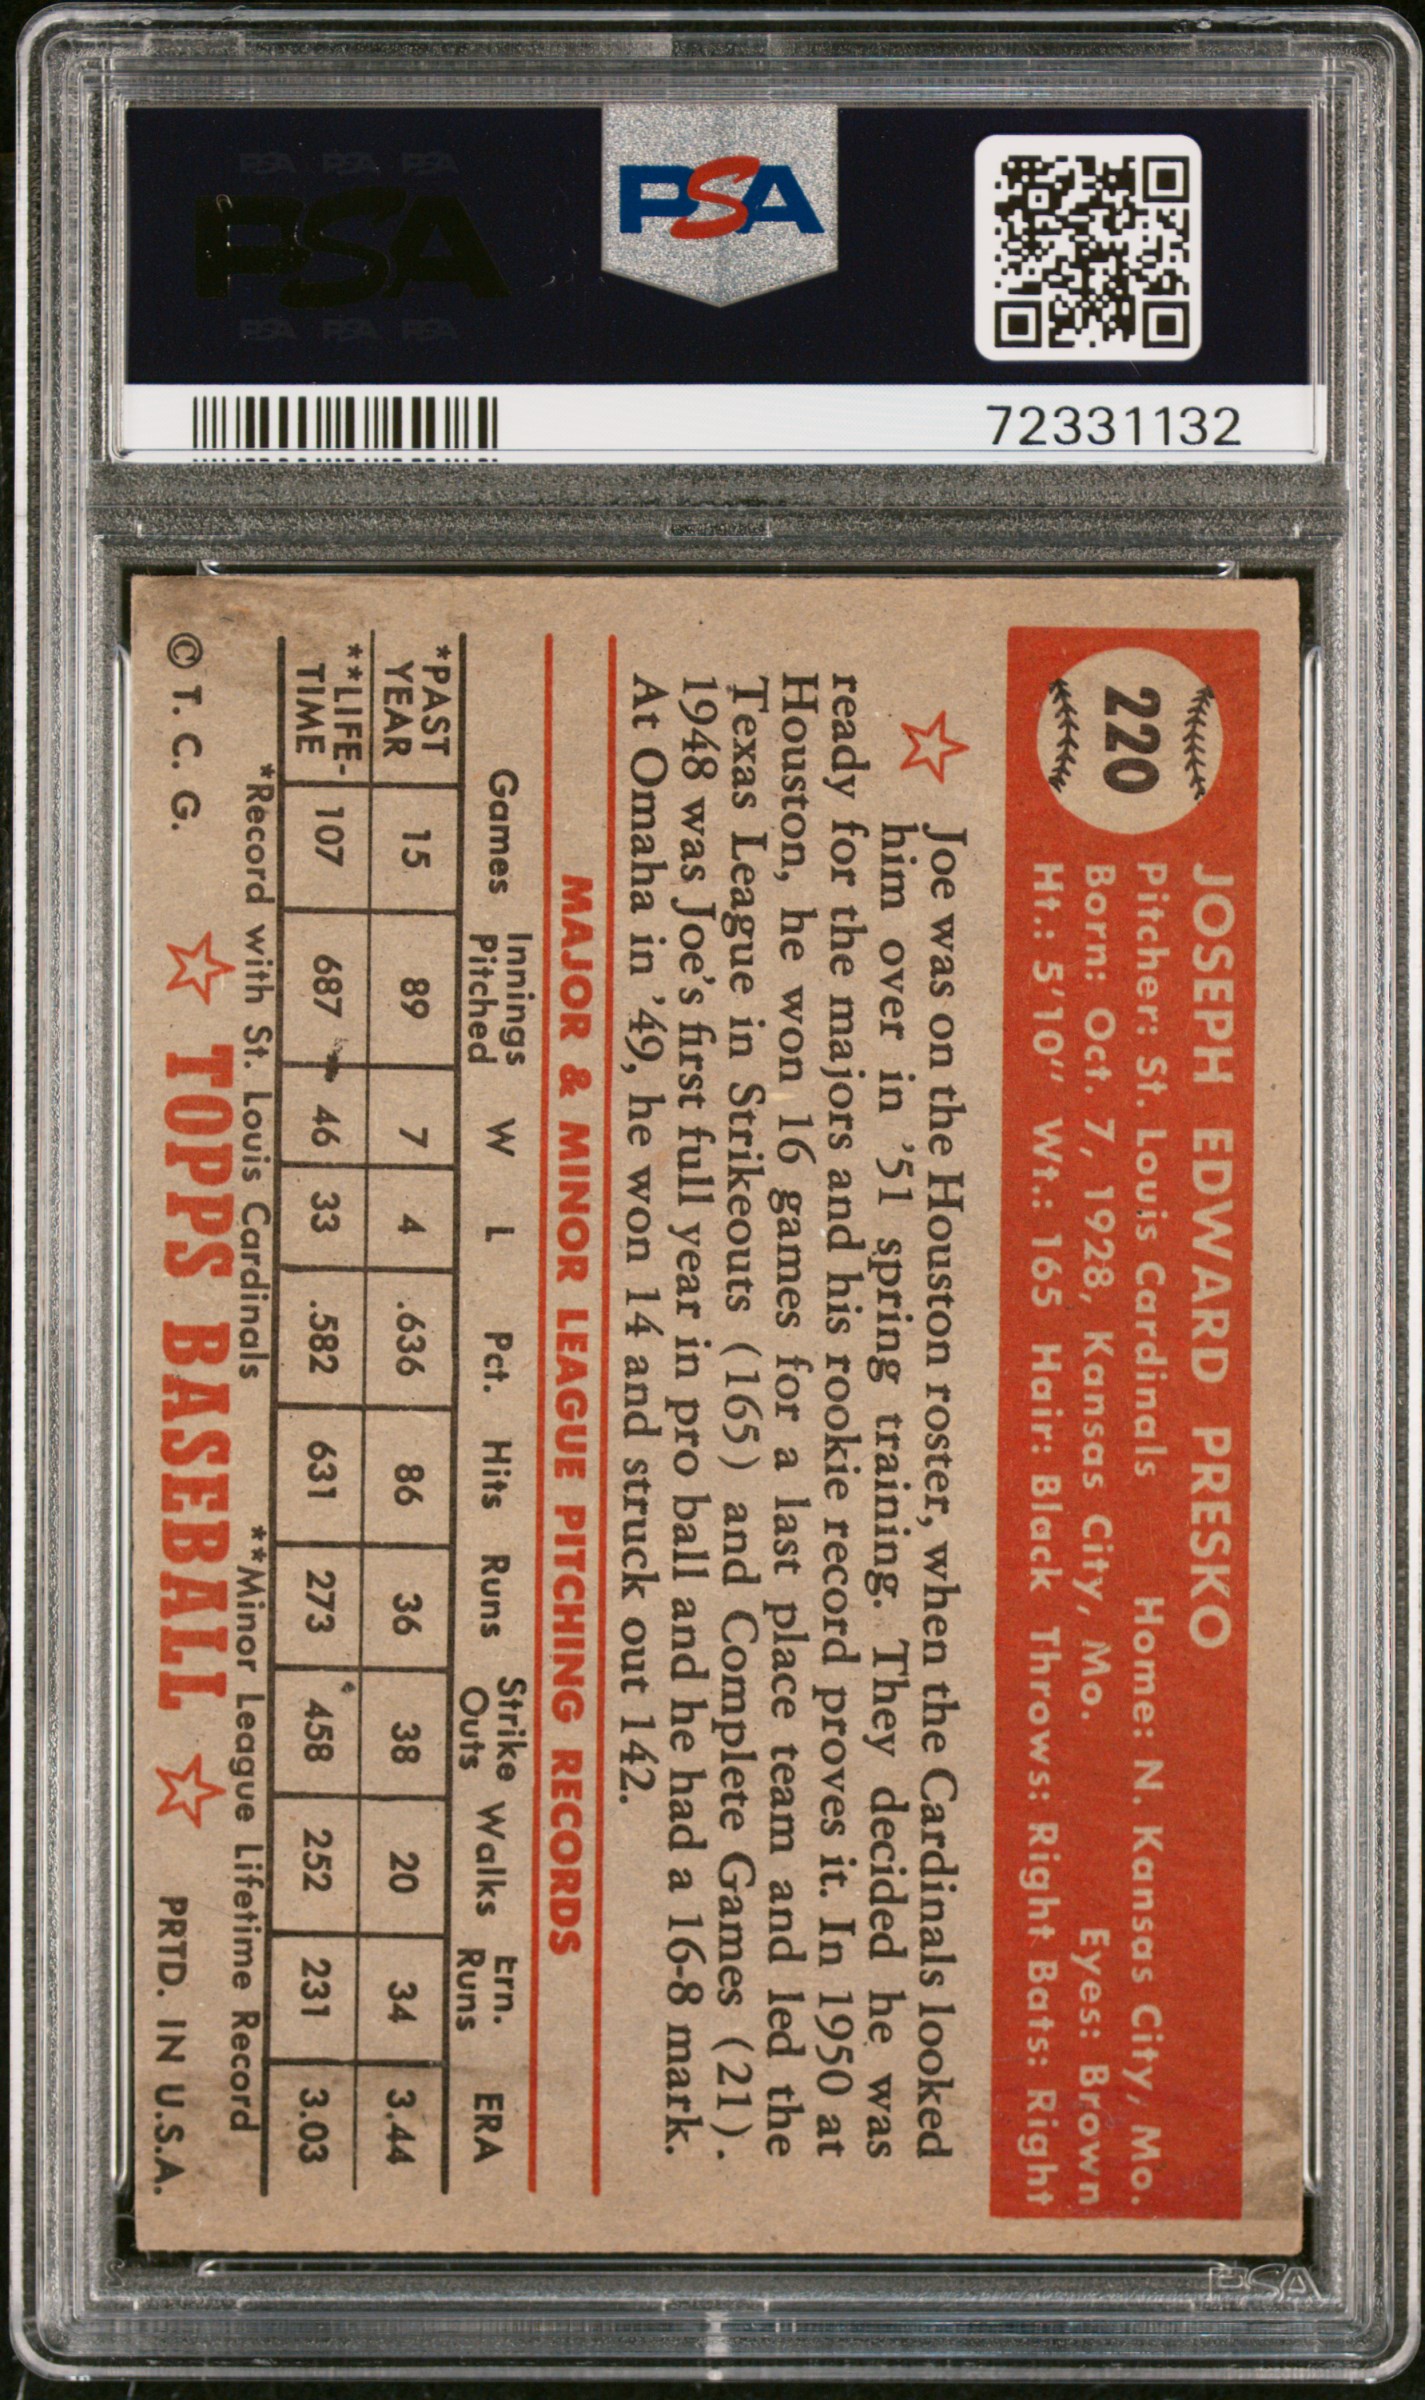 PSA PSA PSA
PSA
PSA PSA PSA
PSA
72331132
220
JOSEPH EDWARD PRESKO
Pitcher: St. Louis Cardinals Home: N. Kansas City, Mo.
Born: Oct. 7, 1928, Kansas City, Mo. Eyes: Brown
Ht.: 5'10" Wt.: 165 Hair: Black Throws: Right Bats: Right
Joe was on the Houston roster, when the Cardinals looked
him over in '51 spring training. They decided he was
ready for the majors and his rookie record proves it. In 1950 at
Houston, he won 16 games for a last place team and led the
Texas League in Strikeouts (165) and Complete Games (21).
1948 was Joe's first full year in pro ball and he had a 16-8 mark.
At Omaha in '49, he won 14 and struck out 142.
MAJOR & MINOR LEAGUE PITCHING RECORDS
Games Innings Pitched W L Pct. Hits Runs Strike Outs Walks Ern. Runs ERA
*PAST YEAR 15 89 7 4 .636 86 36 38 20 34 3.44
**LIFE-TIME 107 687 46 33 .582 631 273 458 252 231 3.03
*Record with St. Louis Cardinals **Minor League Lifetime Record
© T. C. G. TOPPS BASEBALL PRTD. IN U.S.A.
PSA